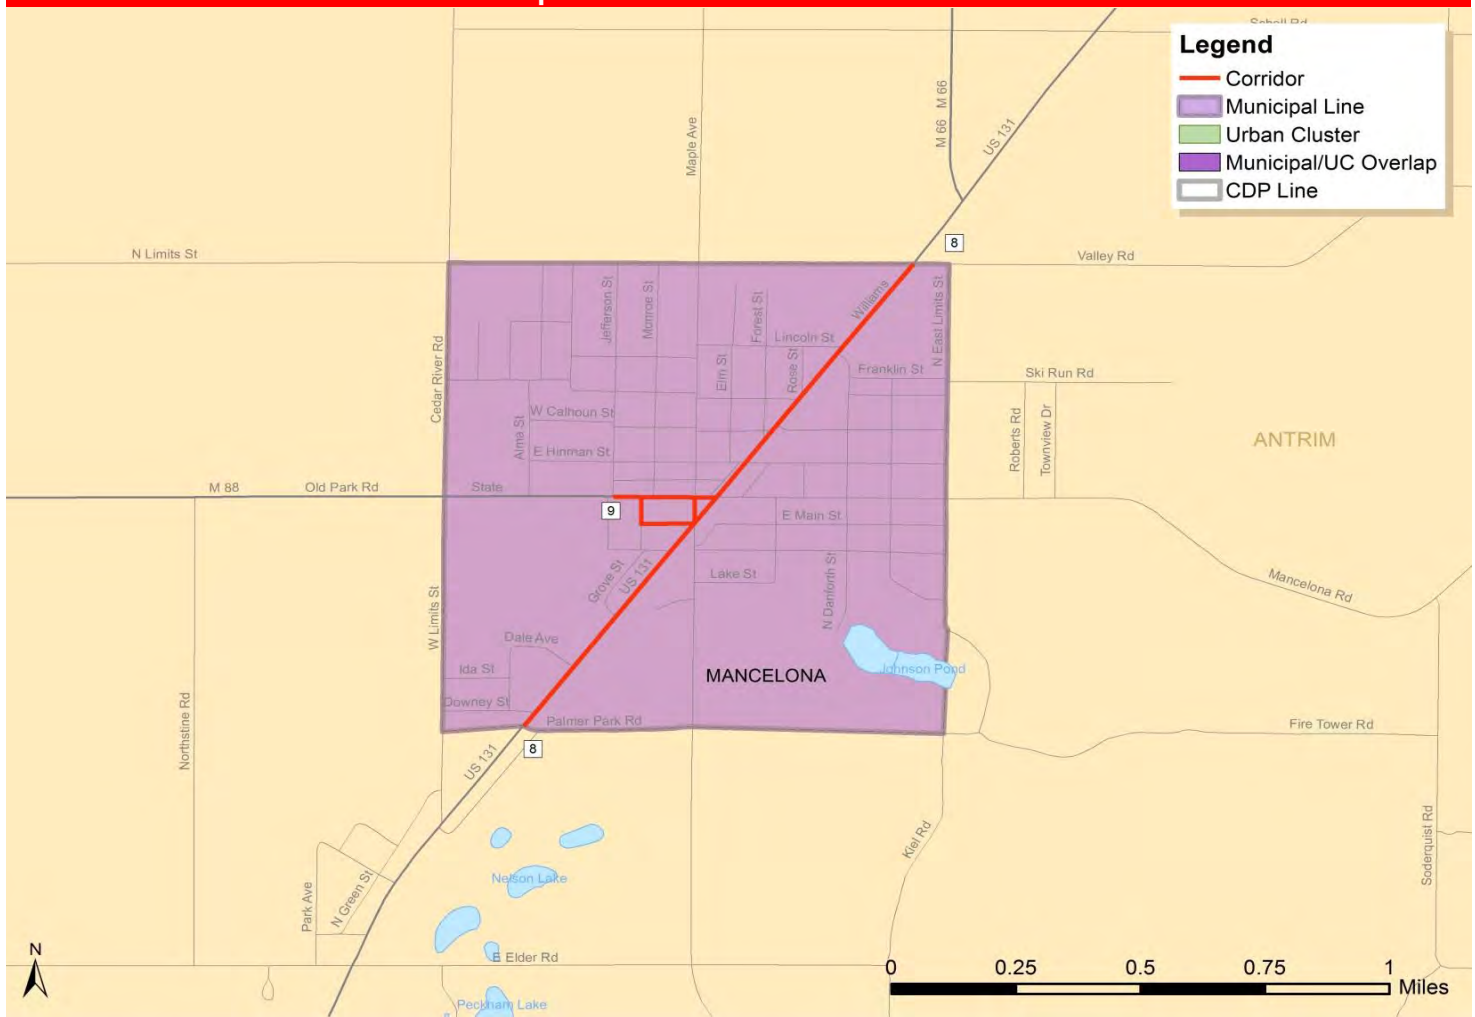 Legend
Corridor
Municipal Line
Urban Cluster
Municipal/UC Overlap
CDP Line
M 66 M 66
US 131
Maple Ave
8
N Limits St
Valley Rd
Williams
N East Limits St
Jefferson St
Monroe St
Forest St
Lincoln St
Cedar River Rd
Elm St
Rose St
Franklin St
Ski Run Rd
W Calhoun St
Alma St
E Hinman St
Roberts Rd
Townview Dr
ANTRIM
M 88
Old Park Rd
State
9
E Main St
Grove St
US 131
Lake St
N Danforth St
Mancelona Rd
W Limits St
Dale Ave
Ida St
Downey St
Johnson Pond
MANCELONA
Palmer Park Rd
Fire Tower Rd
Northstine Rd
US 131
8
Kiel Rd
Soderquist Rd
Park Ave
N Green St
Nelson Lake
E Elder Rd
Peckham Lake
N
0 0.25 0.5 0.75 1
Miles